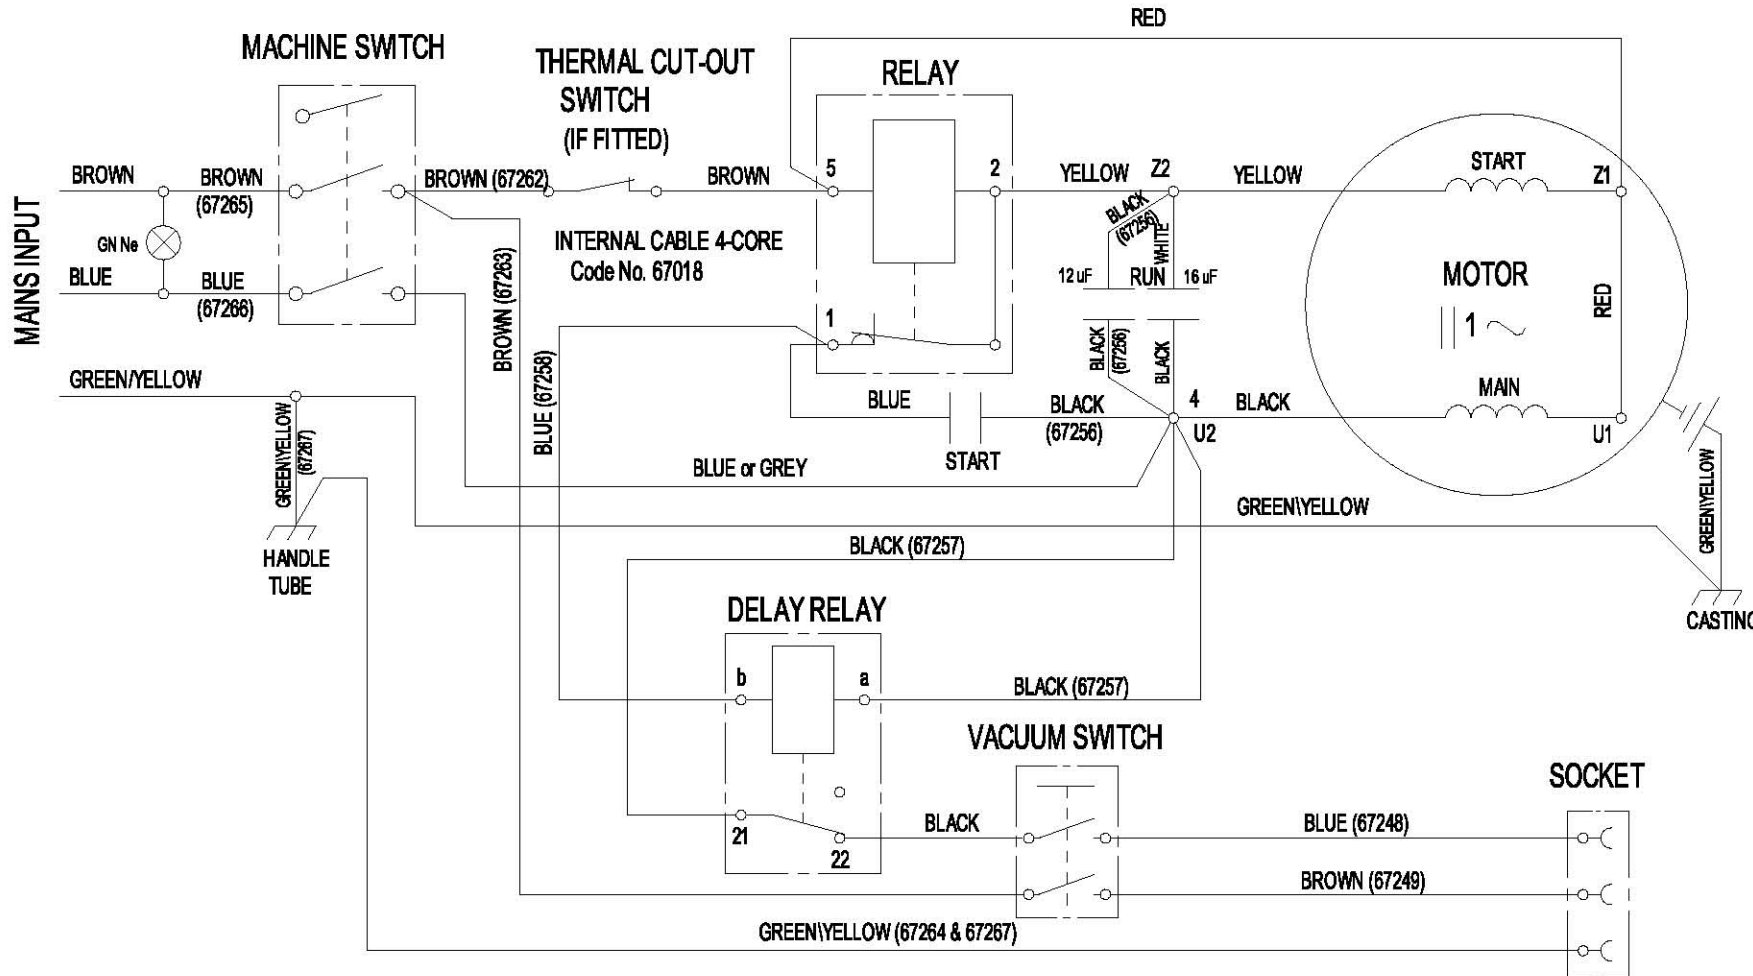 RED
MACHINE SWITCH
THERMAL CUT-OUT
SWITCH
(IF FITTED)
RELAY
MAINS INPUT
BROWN
BROWN
(67265)
BROWN (67262)
BROWN
5
2
YELLOW
Z2
YELLOW
START
Z1
GN Ne
BLUE
BLUE
(67266)
BROWN (67263)
INTERNAL CABLE 4-CORE
Code No. 67018
BLACK
(67256)
WHITE
12 uF
RUN
16 uF
MOTOR
1
RED
1
BLACK
(67256)
BLACK
GREEN/YELLOW
BLUE (67258)
BLUE
BLACK
(67256)
START
4
U2
BLACK
MAIN
U1
GREEN\YELLOW
(67267)
BLUE or GREY
GREEN\YELLOW
GREEN\YELLOW
HANDLE
TUBE
BLACK (67257)
CASTING
DELAY RELAY
b
a
BLACK (67257)
VACUUM SWITCH
SOCKET
21
22
BLACK
BLUE (67248)
BROWN (67249)
GREEN\YELLOW (67264 & 67267)